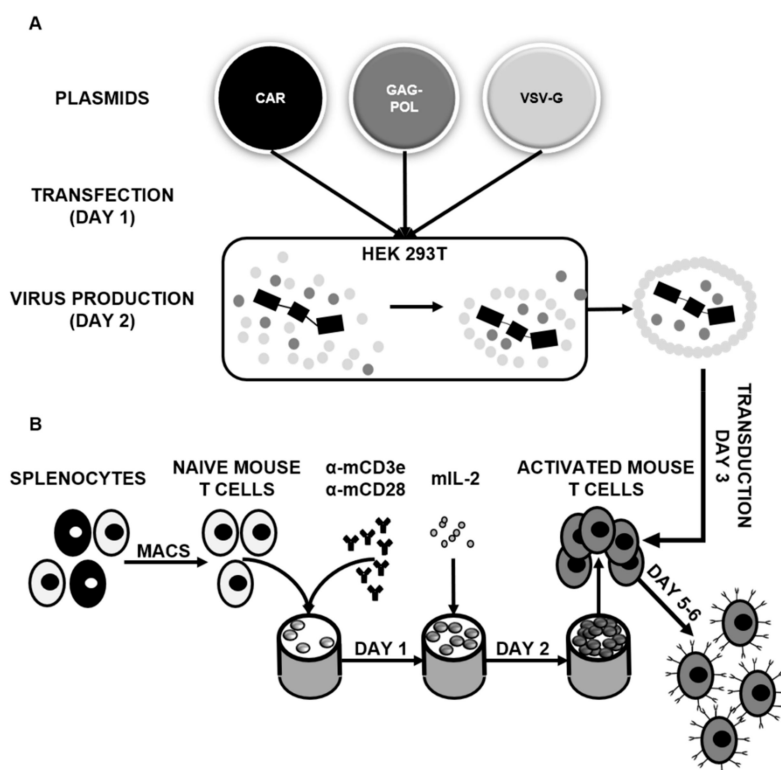 A
PLASMIDS
CAR
GAG-
POL
VSV-G
TRANSFECTION
(DAY 1)
HEK 293T
VIRUS PRODUCTION
(DAY 2)
TRANSDUCTION
DAY 3
B
SPLENOCYTES
NAIVE MOUSE
T CELLS
α-mCD3e
α-mCD28
mIL-2
ACTIVATED MOUSE
T CELLS
MACS
DAY 1
DAY 2
DAY 5-6